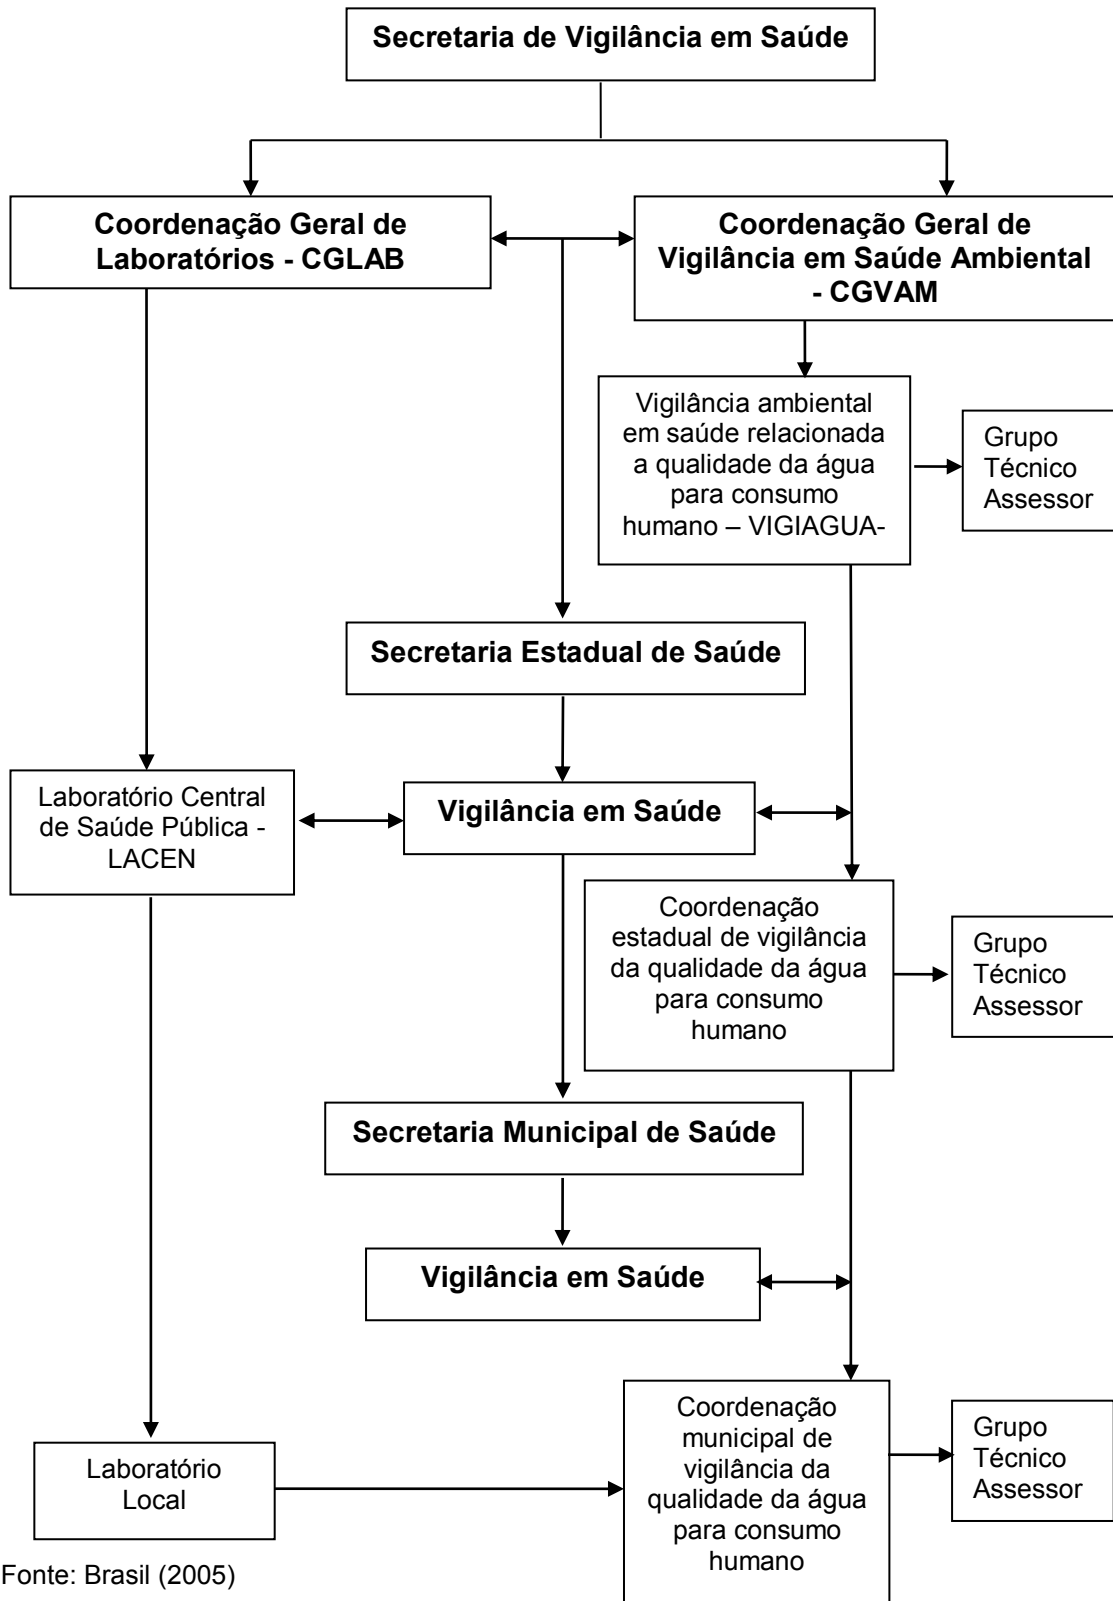 Secretaria de Vigilância em Saúde
Coordenação Geral de
Laboratórios - CGLAB
Coordenação Geral de
Vigilância em Saúde Ambiental
- CGVAM
Vigilância ambiental
em saúde relacionada
a qualidade da água
para consumo
humano – VIGIAGUA-
Grupo
Técnico
Assessor
Secretaria Estadual de Saúde
Laboratório Central
de Saúde Pública -
LACEN
Vigilância em Saúde
Coordenação
estadual de vigilância
da qualidade da água
para consumo
humano
Grupo
Técnico
Assessor
Secretaria Municipal de Saúde
Vigilância em Saúde
Laboratório
Local
Coordenação
municipal de
vigilância da
qualidade da água
para consumo
humano
Grupo
Técnico
Assessor
Fonte: Brasil (2005)